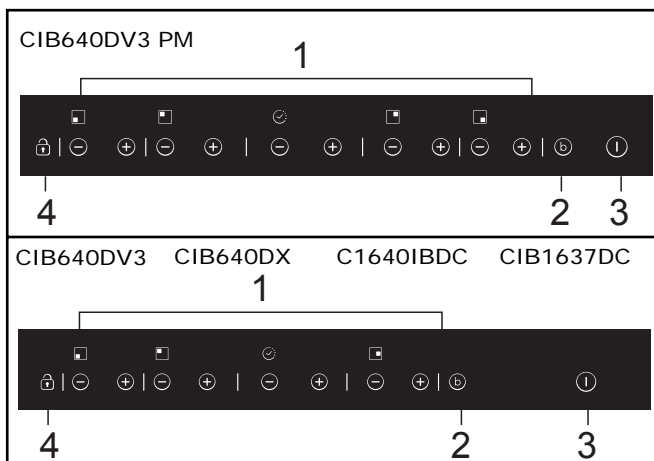 CIB640DV3 PM
1
b
4 2 3
CIB640DV3 CIB640DX C1640IBDC CIB1637DC
1
b
4 2 3